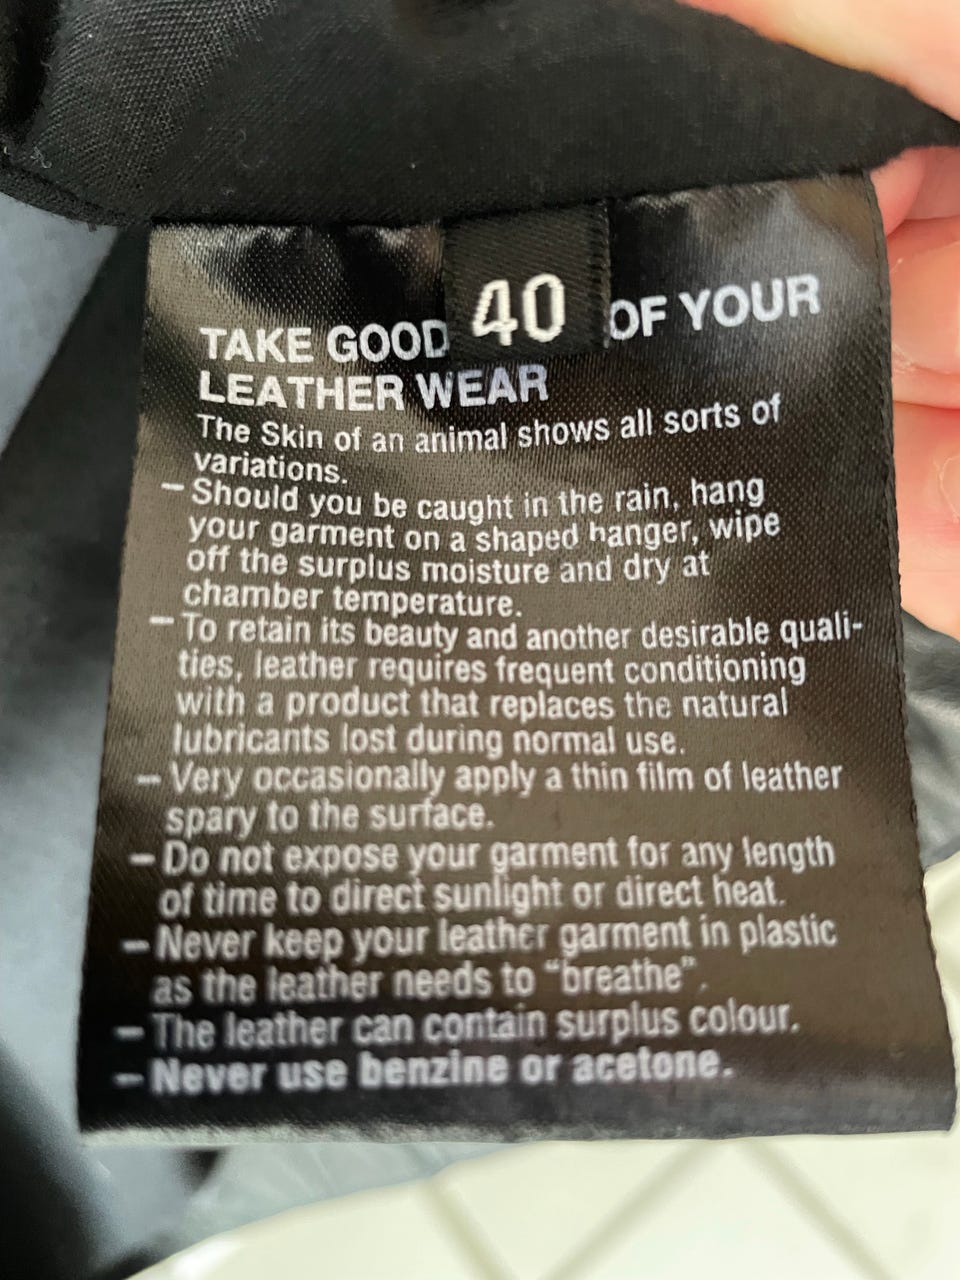 40
TAKE GOOD OF YOUR
LEATHER WEAR
The Skin of an animal shows all sorts of
variations.
– Should you be caught in the rain, hang
your garment on a shaped hanger, wipe
off the surplus moisture and dry at
chamber temperature.
– To retain its beauty and another desirable quali-
ties, leather requires frequent conditioning
with a product that replaces the natural
lubricants lost during normal use.
– Very occasionally apply a thin film of leather
spary to the surface.
– Do not expose your garment for any length
of time to direct sunlight or direct heat.
– Never keep your leather garment in plastic
as the leather needs to "breathe".
– The leather can contain surplus colour.
– Never use benzine or acetone.